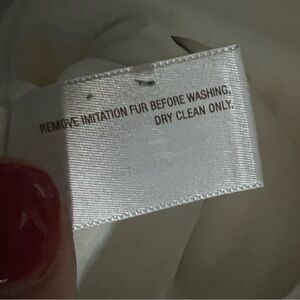 REMOVE IMITATION FUR BEFORE WASHING,
DRY CLEAN ONLY.